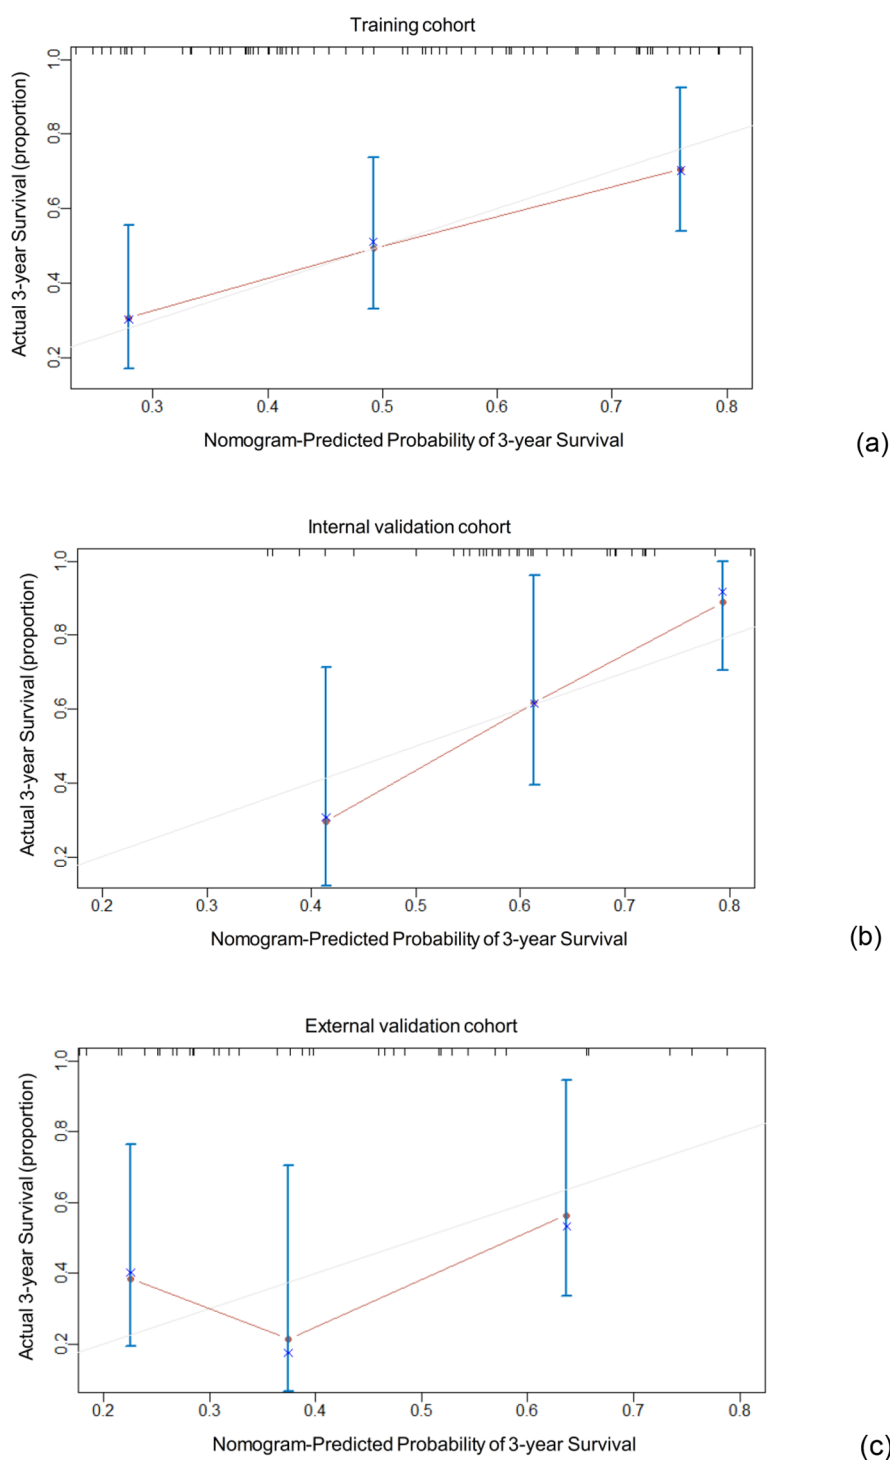 Training cohort
Actual 3-year Survival (proportion)
1.0
0.8
0.6
0.4
0.2
0.3 0.4 0.5 0.6 0.7 0.8
Nomogram-Predicted Probability of 3-year Survival
(a)
Internal validation cohort
Actual 3-year Survival (proportion)
1.0
0.8
0.6
0.4
0.2
0.2 0.3 0.4 0.5 0.6 0.7 0.8
Nomogram-Predicted Probability of 3-year Survival
(b)
External validation cohort
Actual 3-year Survival (proportion)
1.0
0.8
0.6
0.4
0.2
0.2 0.3 0.4 0.5 0.6 0.7 0.8
Nomogram-Predicted Probability of 3-year Survival
(c)